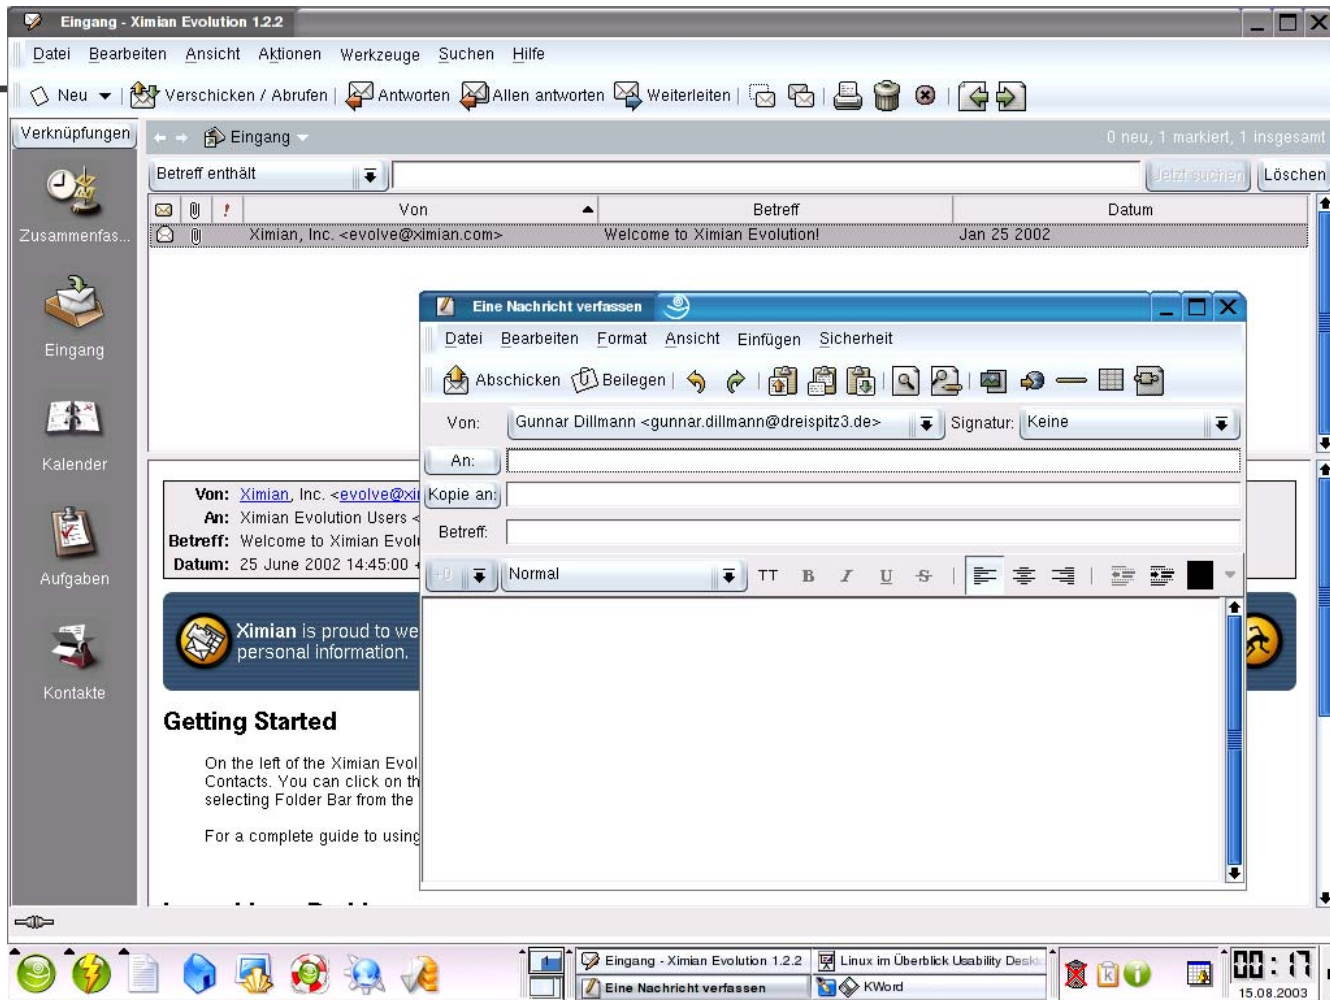 Eingang - Ximian Evolution 1.2.2
Datei Bearbeiten Ansicht Aktionen Werkzeuge Suchen Hilfe
Neu Verschicken / Abrufen Antworten Allen antworten Weiterleiten
Verknüpfungen
Eingang
0 neu, 1 markiert, 1 insgesamt
Betreff enthält
Jetzt suchen
Löschen
! Von Betreff Datum
Ximian, Inc. <evolve@ximian.com> Welcome to Ximian Evolution! Jan 25 2002
Zusammenfas...
Eingang
Kalender
Aufgaben
Kontakte
Eine Nachricht verfassen
Datei Bearbeiten Format Ansicht Einfügen Sicherheit
Abschicken Beilegen
Von: Gunnar Dillmann <gunnar.dillmann@dreispitz3.de> Signatur: Keine
An:
Kopie an:
Betreff:
+0 Normal TT B I U S
Von: Ximian, Inc. <evolve@xi
An: Ximian Evolution Users <
Betreff: Welcome to Ximian Evol
Datum: 25 June 2002 14:45:00 +
Ximian is proud to we
personal information.
Getting Started
On the left of the Ximian Evol
Contacts. You can click on th
selecting Folder Bar from the
For a complete guide to using
1
Eingang - Ximian Evolution 1.2.2
Linux im Überblick Usability Deskt
Eine Nachricht verfassen
KWord
00:17
15.08.2003